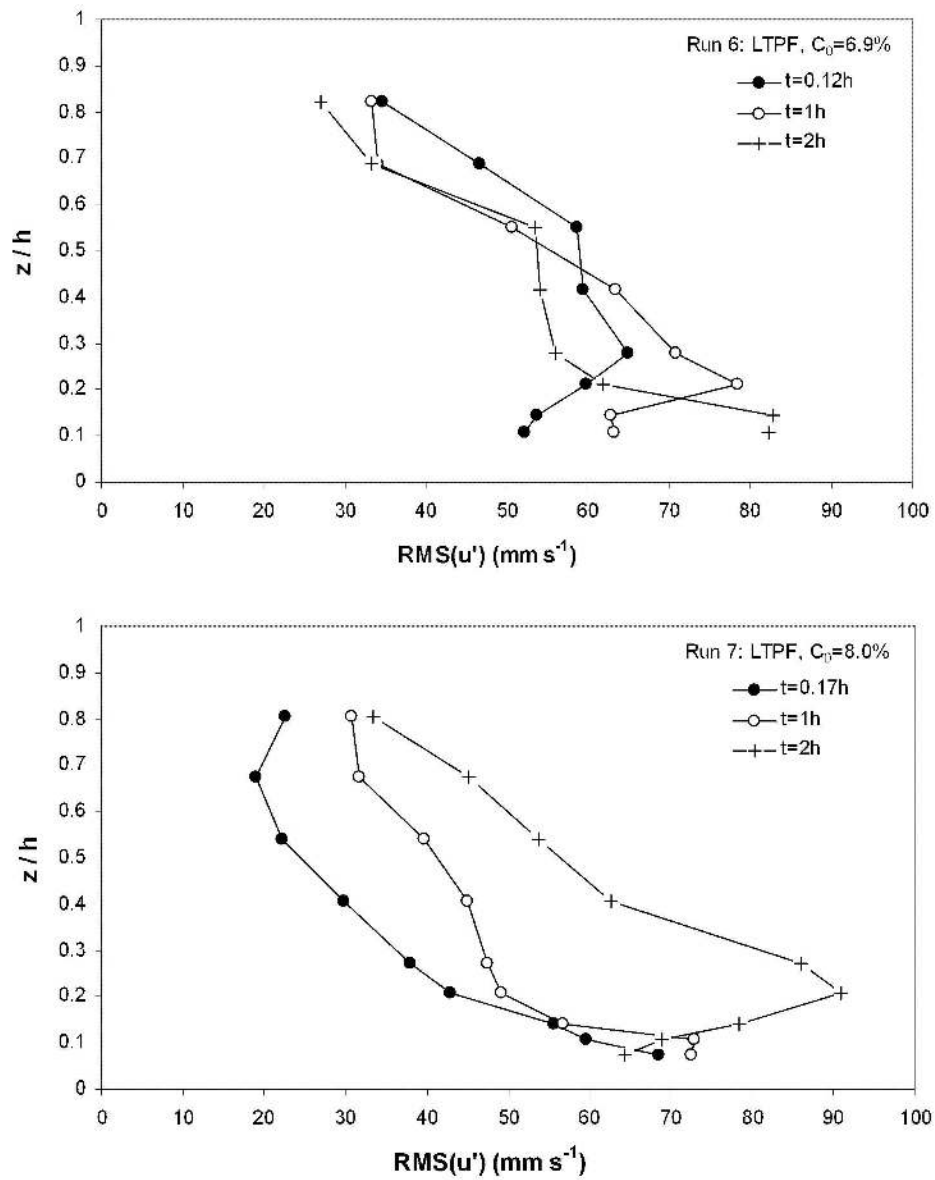 Run 6: LTPF, C₀=6.9%
t=0.12h
t=1h
t=2h
1
0.9
0.8
0.7
0.6
0.5
0.4
0.3
0.2
0.1
0
z / h
0 10 20 30 40 50 60 70 80 90 100
RMS(u') (mm s⁻¹)
Run 7: LTPF, C₀=8.0%
t=0.17h
t=1h
t=2h
1
0.9
0.8
0.7
0.6
0.5
0.4
0.3
0.2
0.1
0
z / h
0 10 20 30 40 50 60 70 80 90 100
RMS(u') (mm s⁻¹)